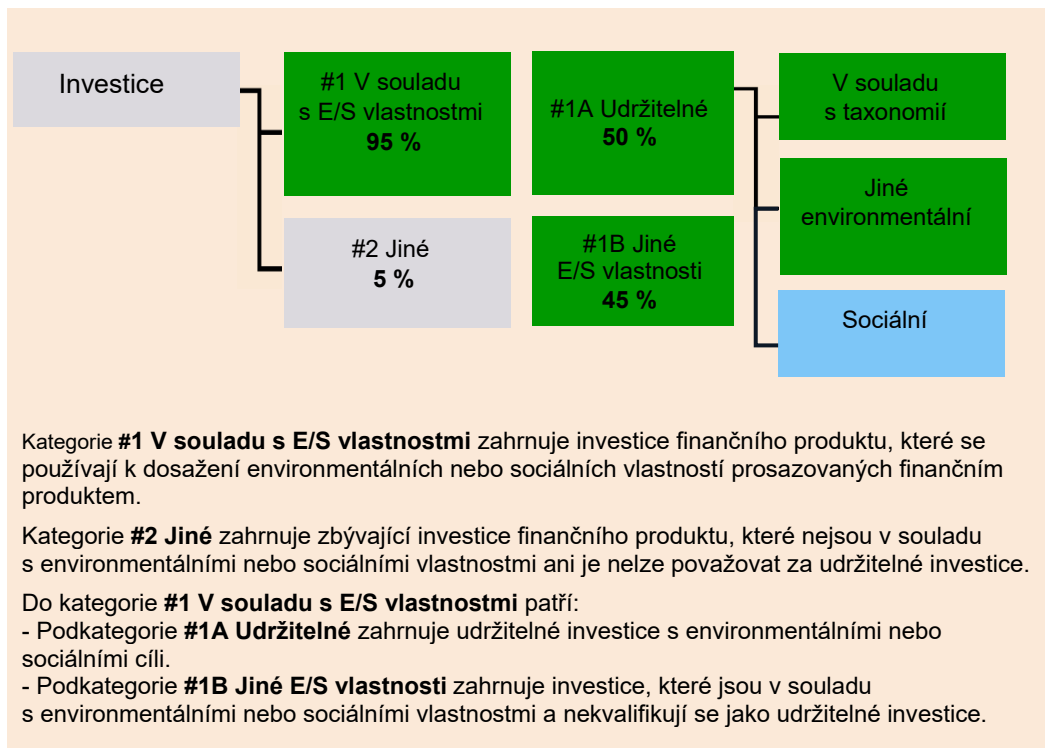 Investice
#1 V souladu
s E/S vlastnostmi
95 %
#2 Jiné
5 %
#1A Udržitelné
50 %
#1B Jiné
E/S vlastnosti
45 %
V souladu
s taxonomií
Jiné
environmentální
Sociální
Kategorie #1 V souladu s E/S vlastnostmi zahrnuje investice finančního produktu, které se
používají k dosažení environmentálních nebo sociálních vlastností prosazovaných finančním
produktem.
Kategorie #2 Jiné zahrnuje zbývající investice finančního produktu, které nejsou v souladu
s environmentálními nebo sociálními vlastnostmi ani je nelze považovat za udržitelné investice.
Do kategorie #1 V souladu s E/S vlastnostmi patří:
- Podkategorie #1A Udržitelné zahrnuje udržitelné investice s environmentálními nebo
sociálními cíli.
- Podkategorie #1B Jiné E/S vlastnosti zahrnuje investice, které jsou v souladu
s environmentálními nebo sociálními vlastnostmi a nekvalifikují se jako udržitelné investice.